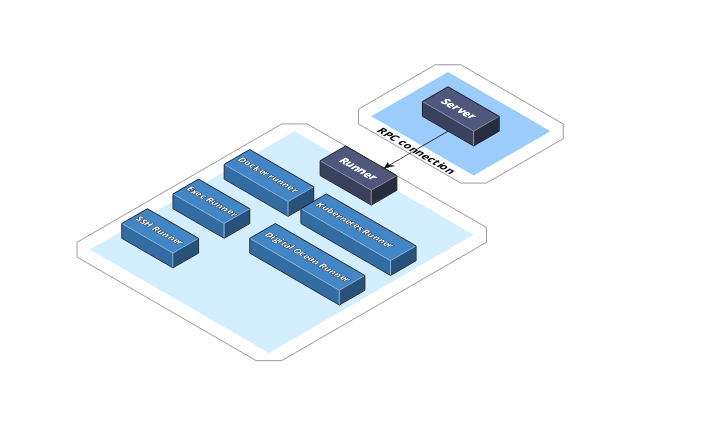 Server
RPC connection
Runner
Docker runner
Exec Runner
Kubernetes Runner
SSH Runner
Digital Ocean Runner